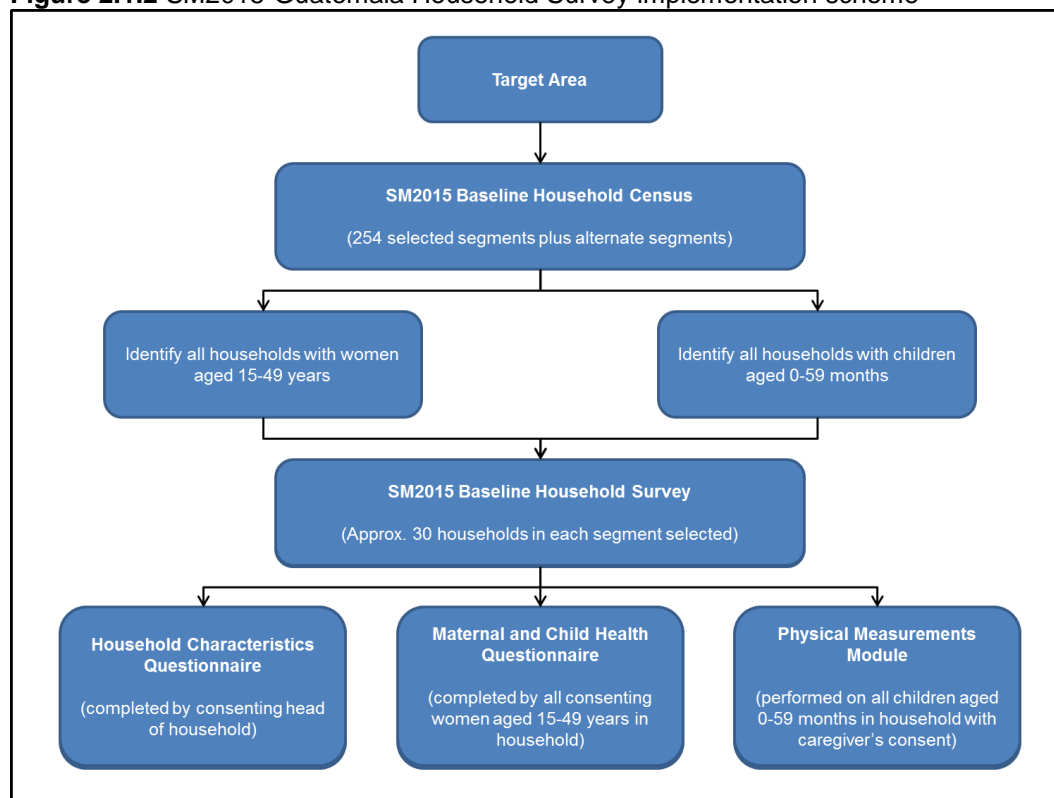 Figure 2.1.2 SM2015-Guatemala Household Survey implementation scheme
Target Area
SM2015 Baseline Household Census
(254 selected segments plus alternate segments)
Identify all households with women
aged 15-49 years
Identify all households with children
aged 0-59 months
SM2015 Baseline Household Survey
(Approx. 30 households in each segment selected)
Household Characteristics
Questionnaire
(completed by consenting head
of household)
Maternal and Child Health
Questionnaire
(completed by all consenting
women aged 15-49 years in
household)
Physical Measurements
Module
(performed on all children aged
0-59 months in household with
caregiver's consent)